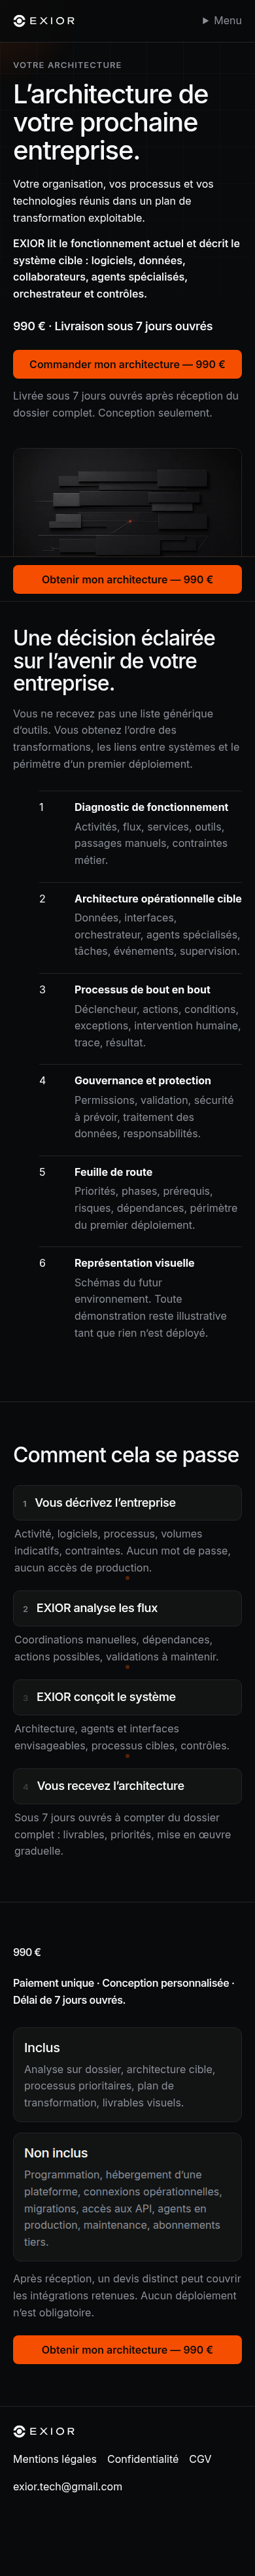 EXIOR
Menu
VOTRE ARCHITECTURE
L’architecture de
votre prochaine
entreprise.
Votre organisation, vos processus et vos
technologies réunis dans un plan de
transformation exploitable.
EXIOR lit le fonctionnement actuel et décrit le
système cible : logiciels, données,
collaborateurs, agents spécialisés,
orchestrateur et contrôles.
990 € · Livraison sous 7 jours ouvrés
Commander mon architecture — 990 €
Livrée sous 7 jours ouvrés après réception du
dossier complet. Conception seulement.
Obtenir mon architecture — 990 €
Une décision éclairée
sur l’avenir de votre
entreprise.
Vous ne recevez pas une liste générique
d’outils. Vous obtenez l’ordre des
transformations, les liens entre systèmes et le
périmètre d’un premier déploiement.
1 Diagnostic de fonctionnement
Activités, flux, services, outils,
passages manuels, contraintes
métier.
2 Architecture opérationnelle cible
Données, interfaces,
orchestrateur, agents spécialisés,
tâches, événements, supervision.
3 Processus de bout en bout
Déclencheur, actions, conditions,
exceptions, intervention humaine,
trace, résultat.
4 Gouvernance et protection
Permissions, validation, sécurité
à prévoir, traitement des
données, responsabilités.
5 Feuille de route
Priorités, phases, prérequis,
risques, dépendances, périmètre
du premier déploiement.
6 Représentation visuelle
Schémas du futur
environnement. Toute
démonstration reste illustrative
tant que rien n’est déployé.
Comment cela se passe
1 Vous décrivez l’entreprise
Activité, logiciels, processus, volumes
indicatifs, contraintes. Aucun mot de passe,
aucun accès de production.
2 EXIOR analyse les flux
Coordinations manuelles, dépendances,
actions possibles, validations à maintenir.
3 EXIOR conçoit le système
Architecture, agents et interfaces
envisageables, processus cibles, contrôles.
4 Vous recevez l’architecture
Sous 7 jours ouvrés à compter du dossier
complet : livrables, priorités, mise en œuvre
graduelle.
990 €
Paiement unique · Conception personnalisée ·
Délai de 7 jours ouvrés.
Inclus
Analyse sur dossier, architecture cible,
processus prioritaires, plan de
transformation, livrables visuels.
Non inclus
Programmation, hébergement d’une
plateforme, connexions opérationnelles,
migrations, accès aux API, agents en
production, maintenance, abonnements
tiers.
Après réception, un devis distinct peut couvrir
les intégrations retenues. Aucun déploiement
n’est obligatoire.
Obtenir mon architecture — 990 €
EXIOR
Mentions légales Confidentialité CGV
exior.tech@gmail.com